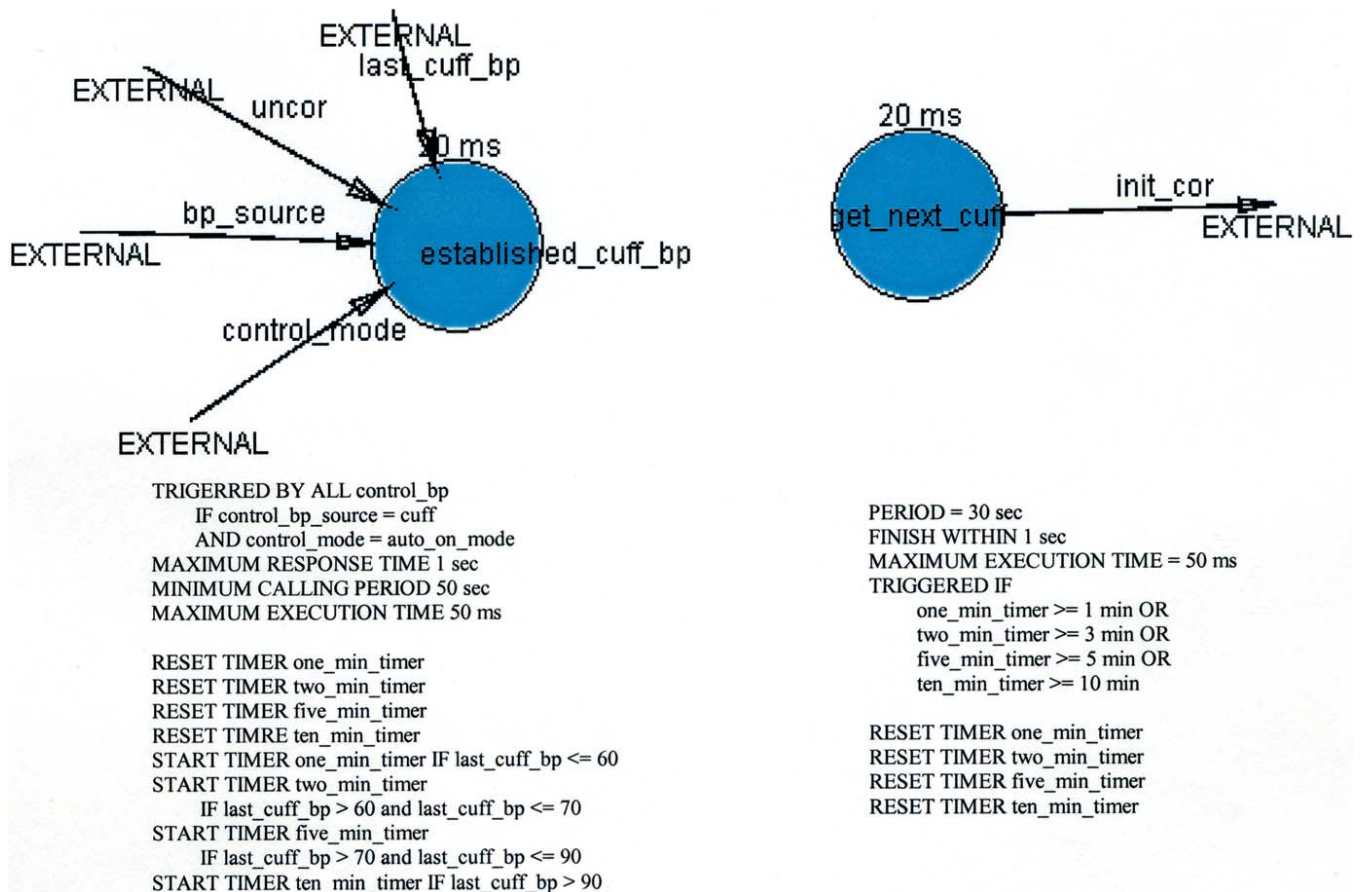 EXTERNAL
last_cuff_bp
EXTERNAL
uncor
20 ms
bp_source
EXTERNAL
established_cuff_bp
control_mode
EXTERNAL
20 ms
get_next_cuff
init_cor
EXTERNAL
TRIGERRED BY ALL control_bp
IF control_bp_source = cuff
AND control_mode = auto_on_mode
MAXIMUM RESPONSE TIME 1 sec
MINIMUM CALLING PERIOD 50 sec
MAXIMUM EXECUTION TIME 50 ms
RESET TIMER one_min_timer
RESET TIMER two_min_timer
RESET TIMER five_min_timer
RESET TIMRE ten_min_timer
START TIMER one_min_timer IF last_cuff_bp <= 60
START TIMER two_min_timer
IF last_cuff_bp > 60 and last_cuff_bp <= 70
START TIMER five_min_timer
IF last_cuff_bp > 70 and last_cuff_bp <= 90
START TIMER ten_min_timer IF last_cuff_bp > 90
PERIOD = 30 sec
FINISH WITHIN 1 sec
MAXIMUM EXECUTION TIME = 50 ms
TRIGGERED IF
one_min_timer >= 1 min OR
two_min_timer >= 3 min OR
five_min_timer >= 5 min OR
ten_min_timer >= 10 min
RESET TIMER one_min_timer
RESET TIMER two_min_timer
RESET TIMER five_min_timer
RESET TIMER ten_min_timer